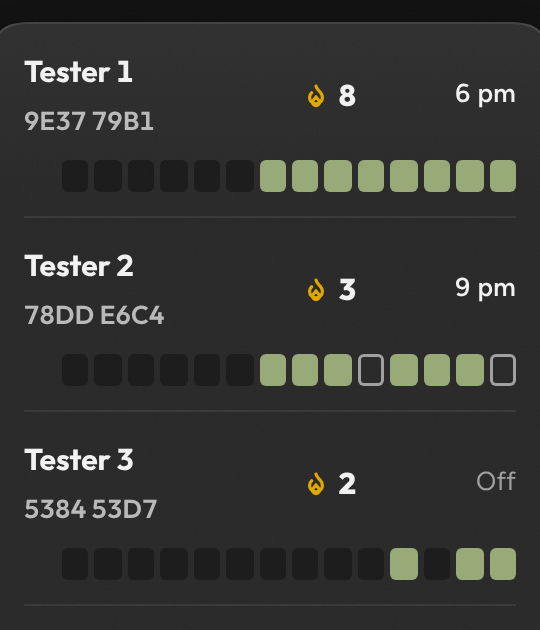 Tester 1
8
6 pm
9E37 79B1
Tester 2
3
9 pm
78DD E6C4
Tester 3
2
Off
5384 53D7